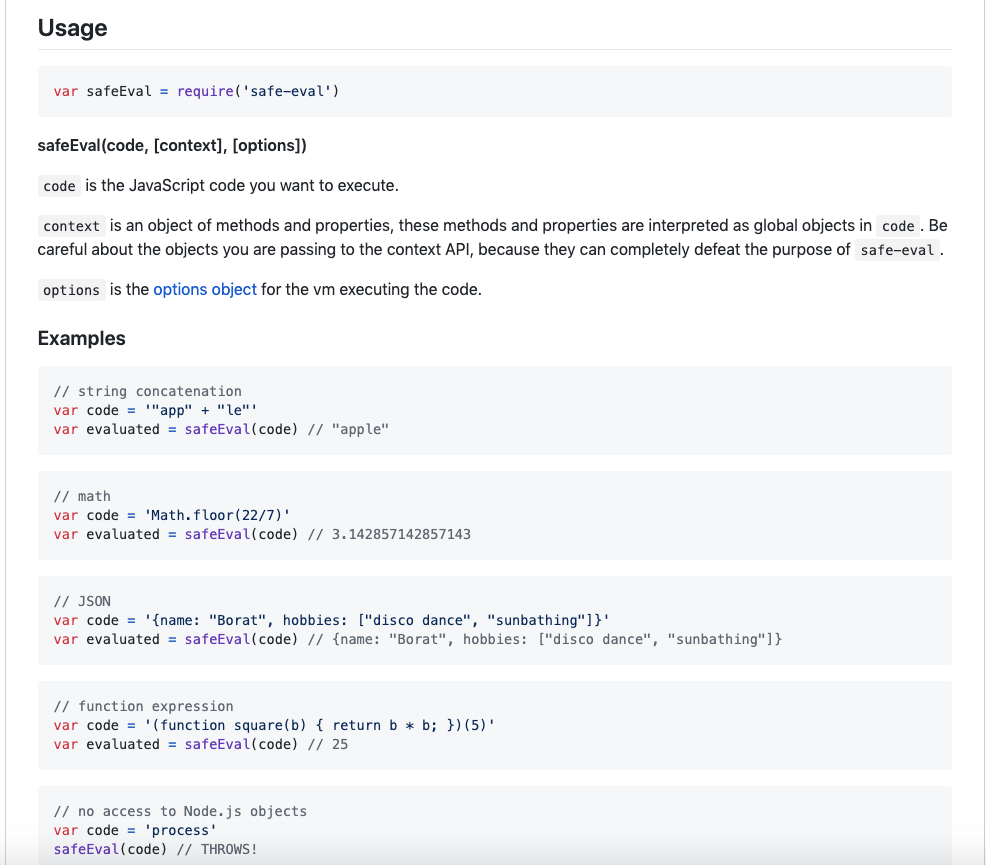 Usage
var safeEval = require('safe-eval')
safeEval(code, [context], [options])
code is the JavaScript code you want to execute.
context is an object of methods and properties, these methods and properties are interpreted as global objects in code . Be
careful about the objects you are passing to the context API, because they can completely defeat the purpose of safe-eval .
options is the options object for the vm executing the code.
Examples
// string concatenation
var code = '"app" + "le"'
var evaluated = safeEval(code) // "apple"
// math
var code = 'Math.floor(22/7)'
var evaluated = safeEval(code) // 3.142857142857143
// JSON
var code = '{name: "Borat", hobbies: ["disco dance", "sunbathing"]}'
var evaluated = safeEval(code) // {name: "Borat", hobbies: ["disco dance", "sunbathing"]}
// function expression
var code = '(function square(b) { return b * b; })(5)'
var evaluated = safeEval(code) // 25
// no access to Node.js objects
var code = 'process'
safeEval(code) // THROWS!